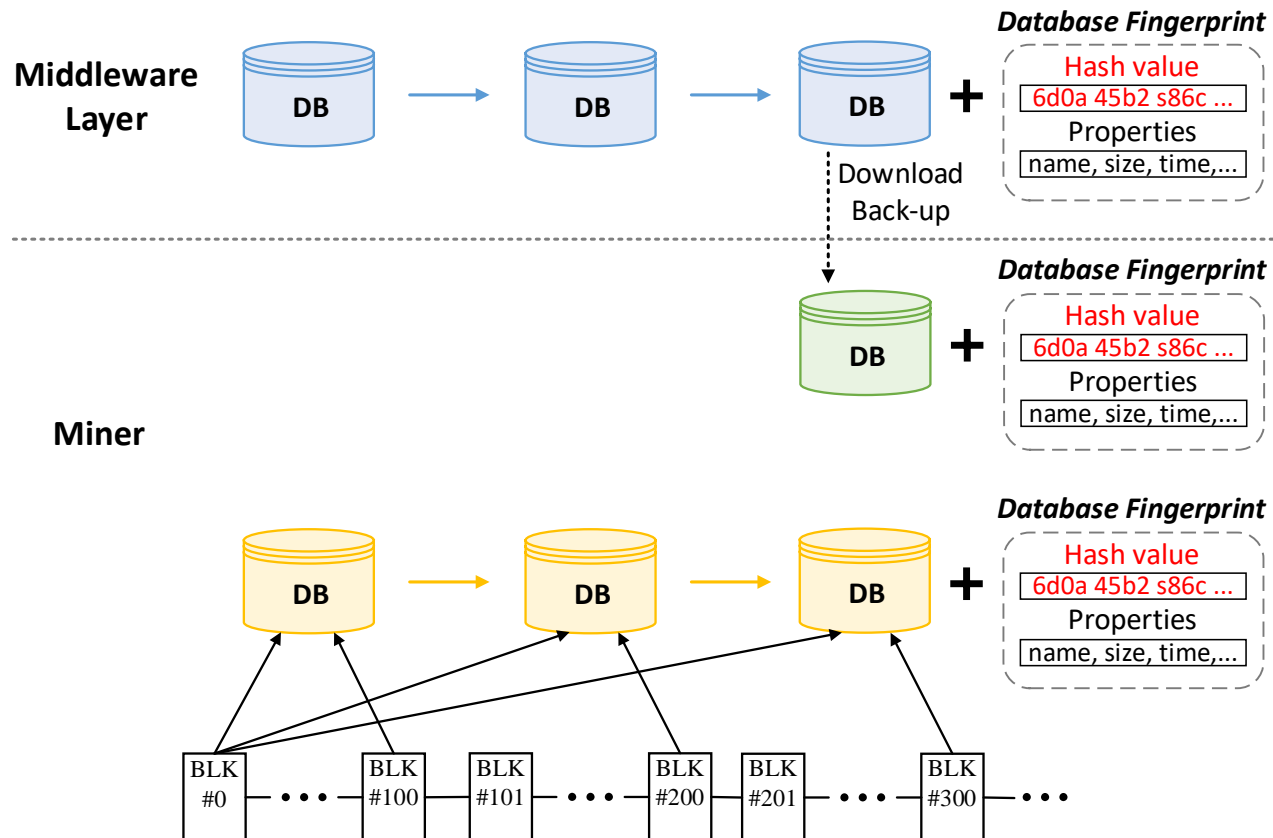 Database Fingerprint
Middleware
Layer
DB
DB
DB
Hash value
6d0a 45b2 s86c ...
Properties
name, size, time,...
Download
Back-up
Database Fingerprint
DB
Hash value
6d0a 45b2 s86c ...
Properties
name, size, time,...
Miner
Database Fingerprint
DB
DB
DB
Hash value
6d0a 45b2 s86c ...
Properties
name, size, time,...
BLK
#0
BLK
#100
BLK
#101
BLK
#200
BLK
#201
BLK
#300